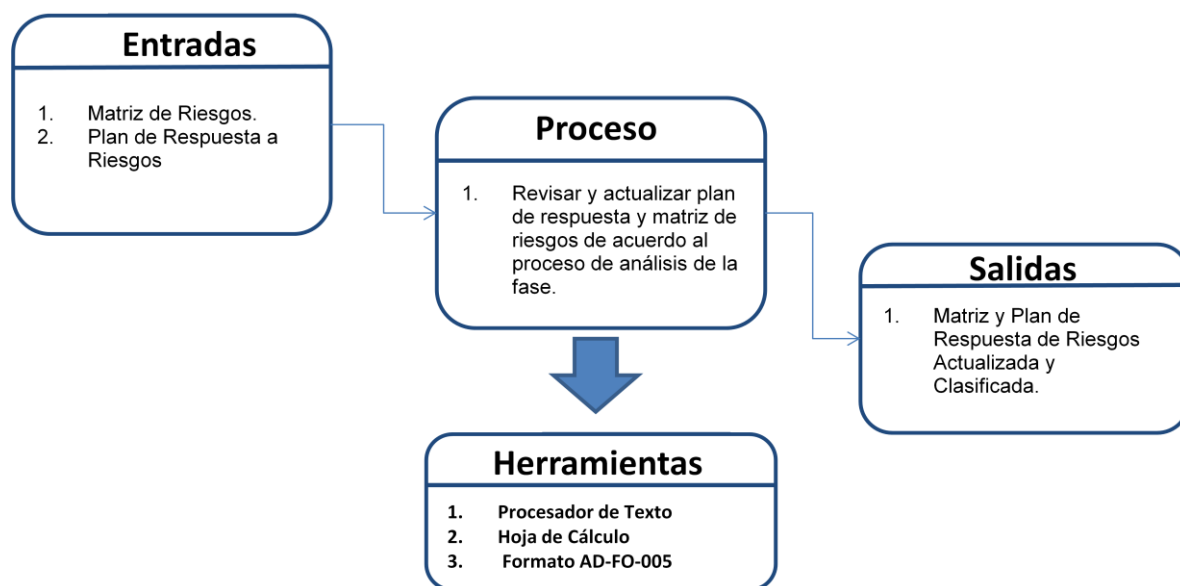 Entradas
1. Matriz de Riesgos.
2. Plan de Respuesta a
Riesgos
Proceso
1. Revisar y actualizar plan
de respuesta y matriz de
riesgos de acuerdo al
proceso de análisis de la
fase.
Salidas
1. Matriz y Plan de
Respuesta de Riesgos
Actualizada y
Clasificada.
Herramientas
1. Procesador de Texto
2. Hoja de Cálculo
3. Formato AD-FO-005